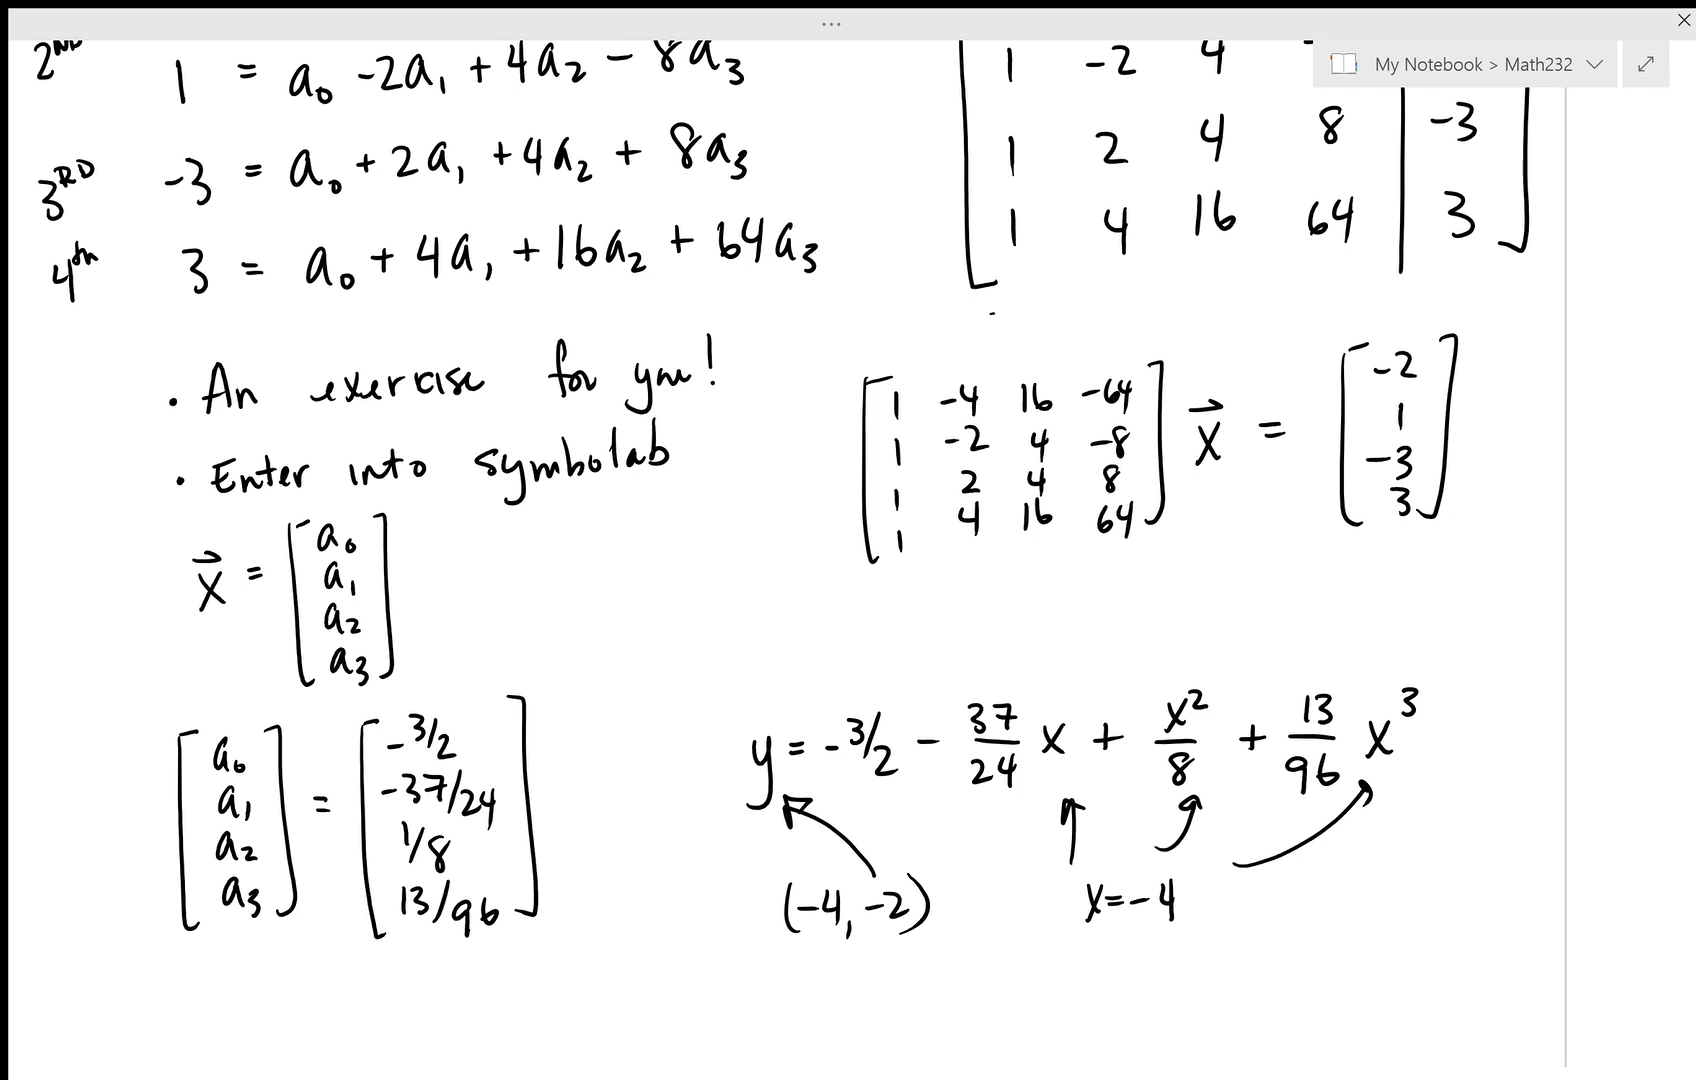 My Notebook > Math232
2ND 1 = a₀ -2a₁ + 4a₂ - 8a₃
3RD -3 = a₀ + 2a₁ + 4a₂ + 8a₃
4th 3 = a₀ + 4a₁ + 16a₂ + 64a₃
1 -2 4
1 2 4 8 | -3
1 4 16 64 | 3
• An exercise for you!
• Enter into symbolab
1 -4 16 -64
1 -2 4 -8
1 2 4 8
1 4 16 64
x⃗ =
-2
1
-3
3
x⃗ =
a₀
a₁
a₂
a₃
a₀
a₁
a₂
a₃
=
-3/2
-37/24
1/8
13/96
y = -3/2 - 37/24 x + x²/8 + 13/96 x³
(-4, -2)
x=-4